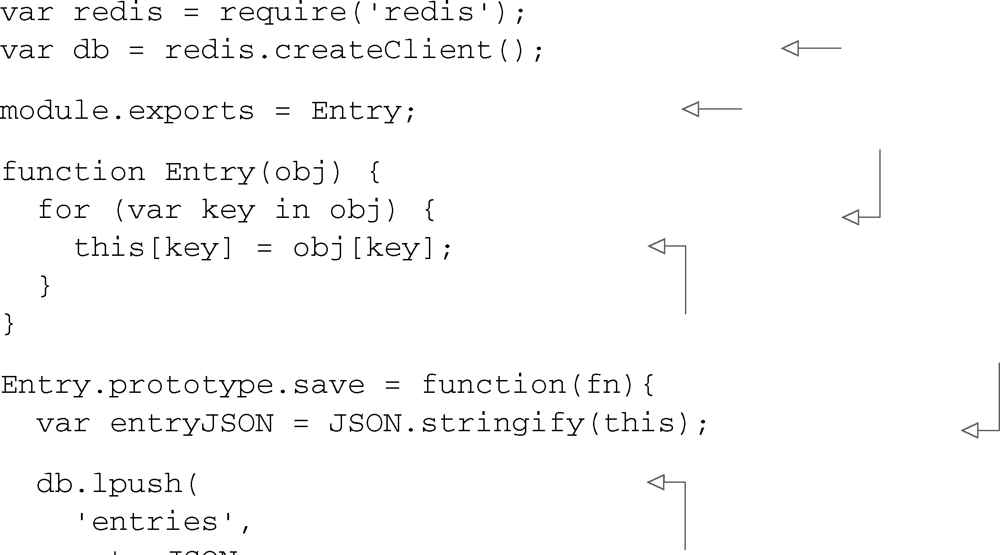 var redis = require('redis');
var db = redis.createClient();
module.exports = Entry;
function Entry(obj) {
for (var key in obj) {
this[key] = obj[key];
}
}
Entry.prototype.save = function(fn){
var entryJSON = JSON.stringify(this);
db.lpush(
'entries',